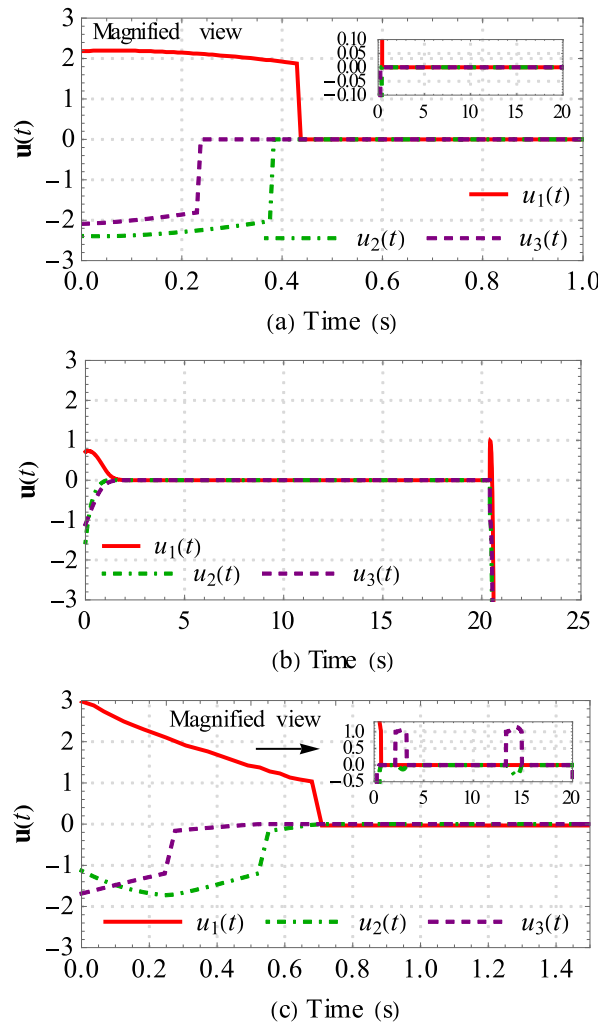 Magnified view
3
2
1
0
−1
−2
−3
u(t)
0.10
0.05
0.00
−0.05
−0.10
0 5 10 15 20
u1(t)
u2(t) u3(t)
0.0 0.2 0.4 0.6 0.8 1.0
(a) Time (s)
3
2
1
0
−1
−2
−3
u(t)
u1(t)
u2(t) u3(t)
0 5 10 15 20 25
(b) Time (s)
3
2
1
0
−1
−2
−3
u(t)
Magnified view
1.0
0.5
0.0
−0.5
0 5 10 15 20
u1(t) u2(t) u3(t)
0.0 0.2 0.4 0.6 0.8 1.0 1.2 1.4
(c) Time (s)